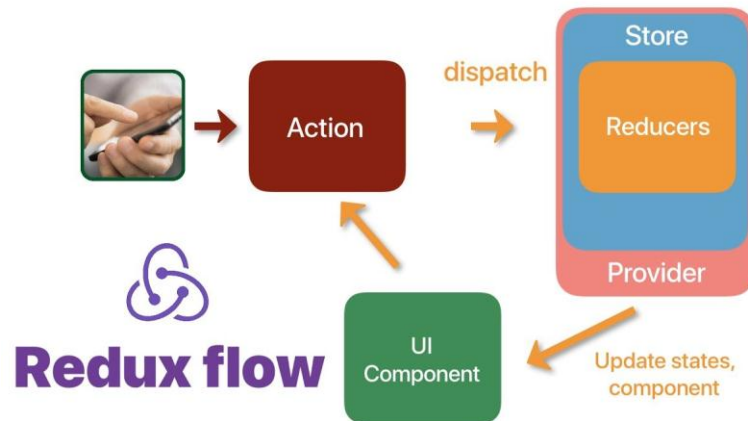 Store
dispatch
Action
Reducers
Provider
UI
Component
Update states,
component
Redux flow